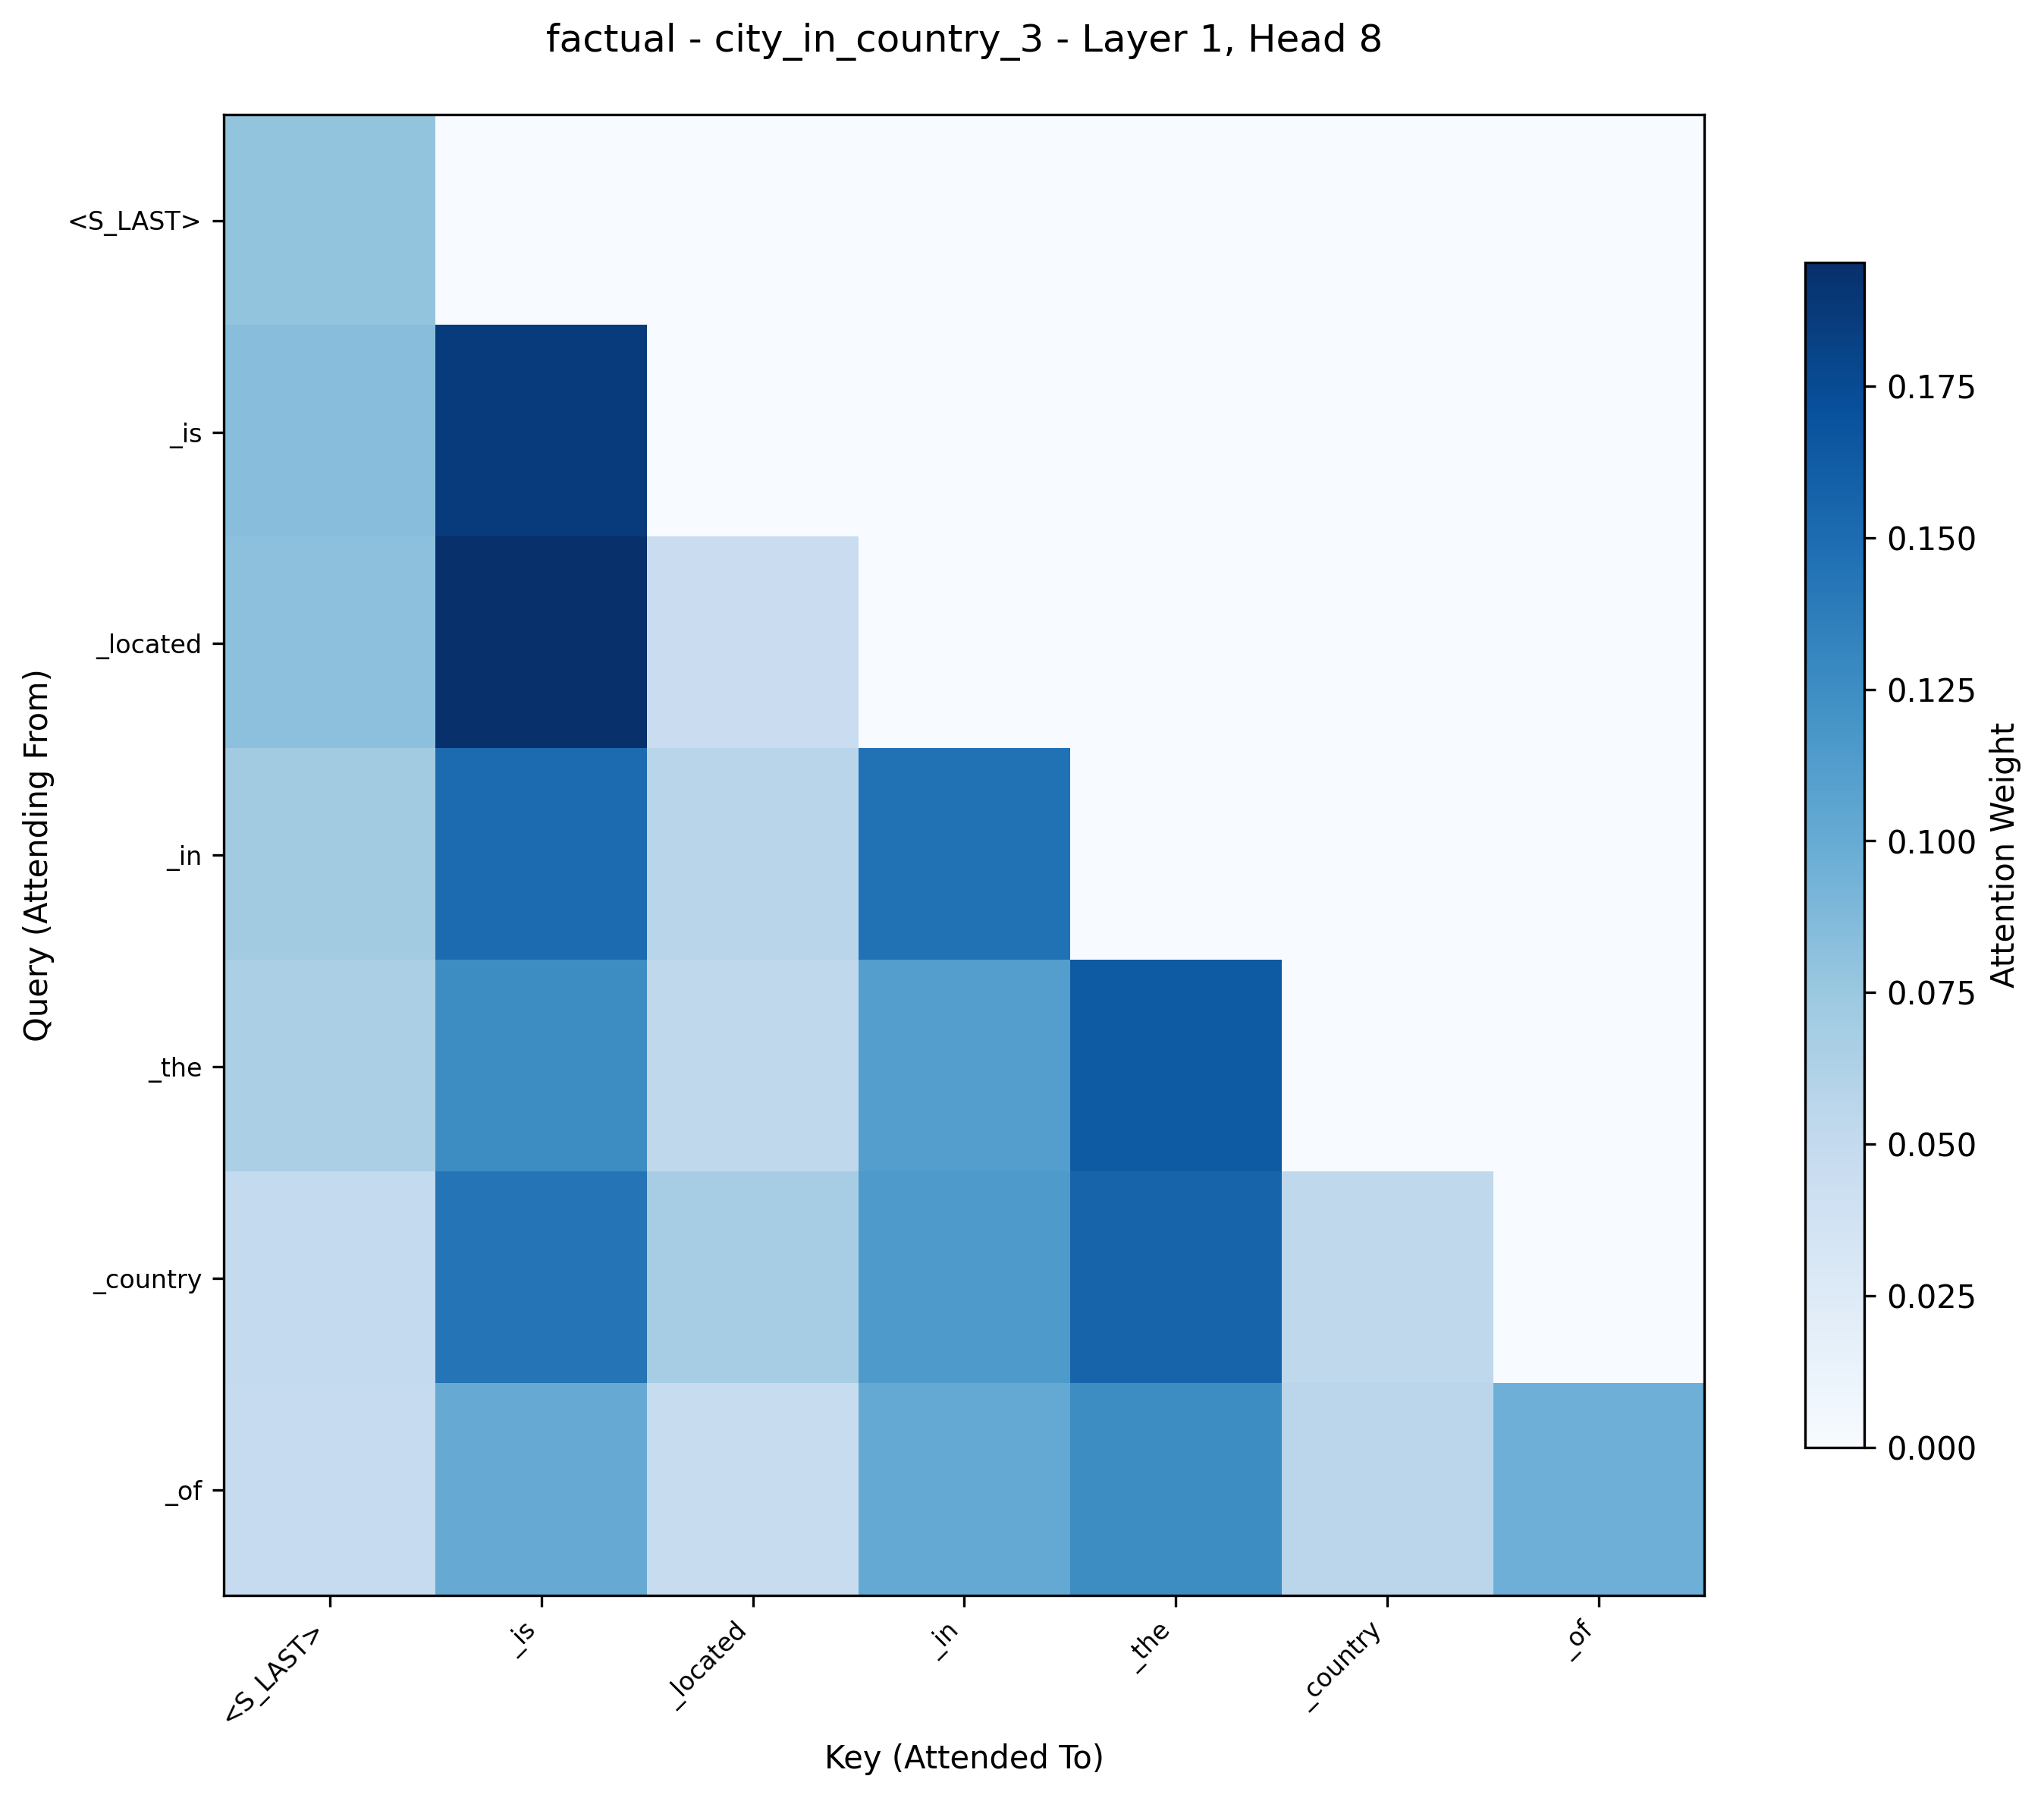 factual - city_in_country_3 - Layer 1, Head 8
Query (Attending From)
<S_LAST>
_is
_located
_in
_the
_country
_of
<S_LAST>
_is
_located
_in
_the
_country
_of
Key (Attended To)
0.175
0.150
0.125
0.100
0.075
0.050
0.025
0.000
Attention Weight